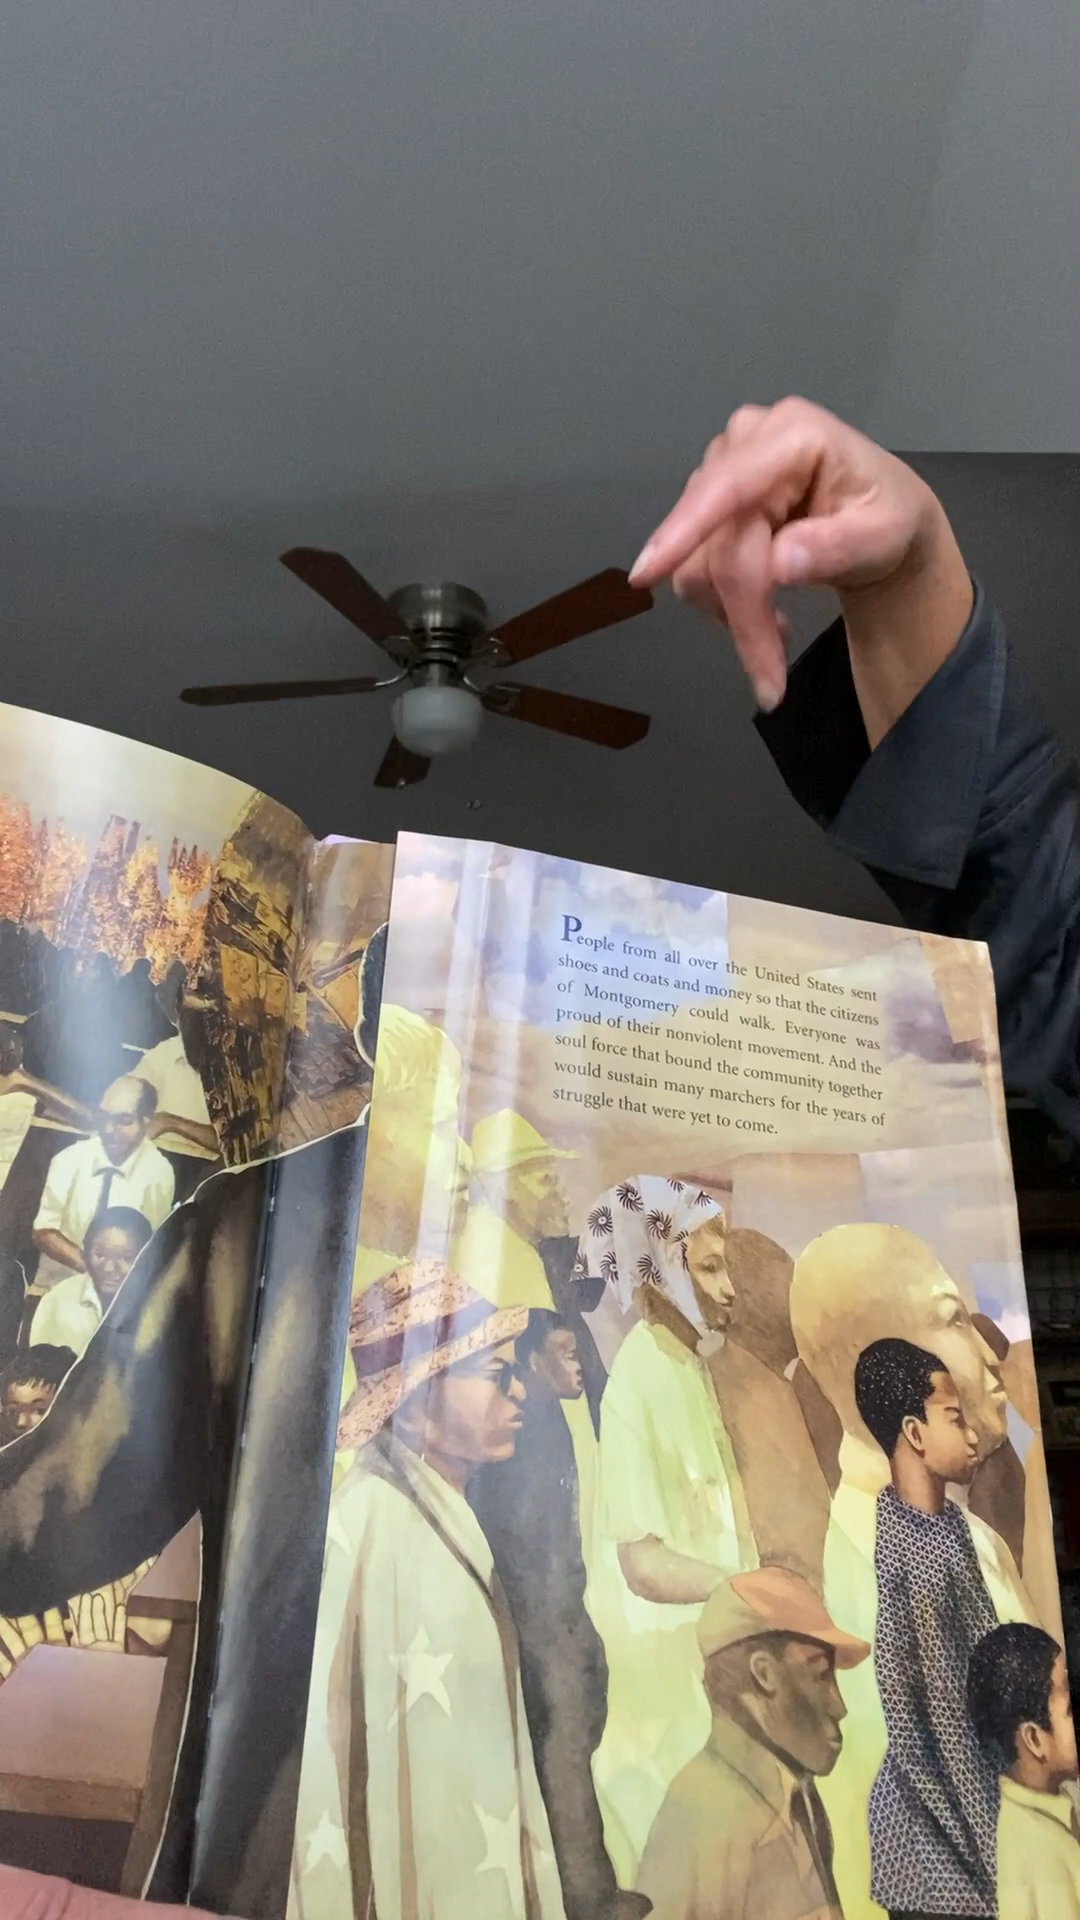 People from all over the United States sent
shoes and coats and money so that the citizens
of Montgomery could walk. Everyone was
proud of their nonviolent movement. And the
soul force that bound the community together
would sustain many marchers for the years of
struggle that were yet to come.